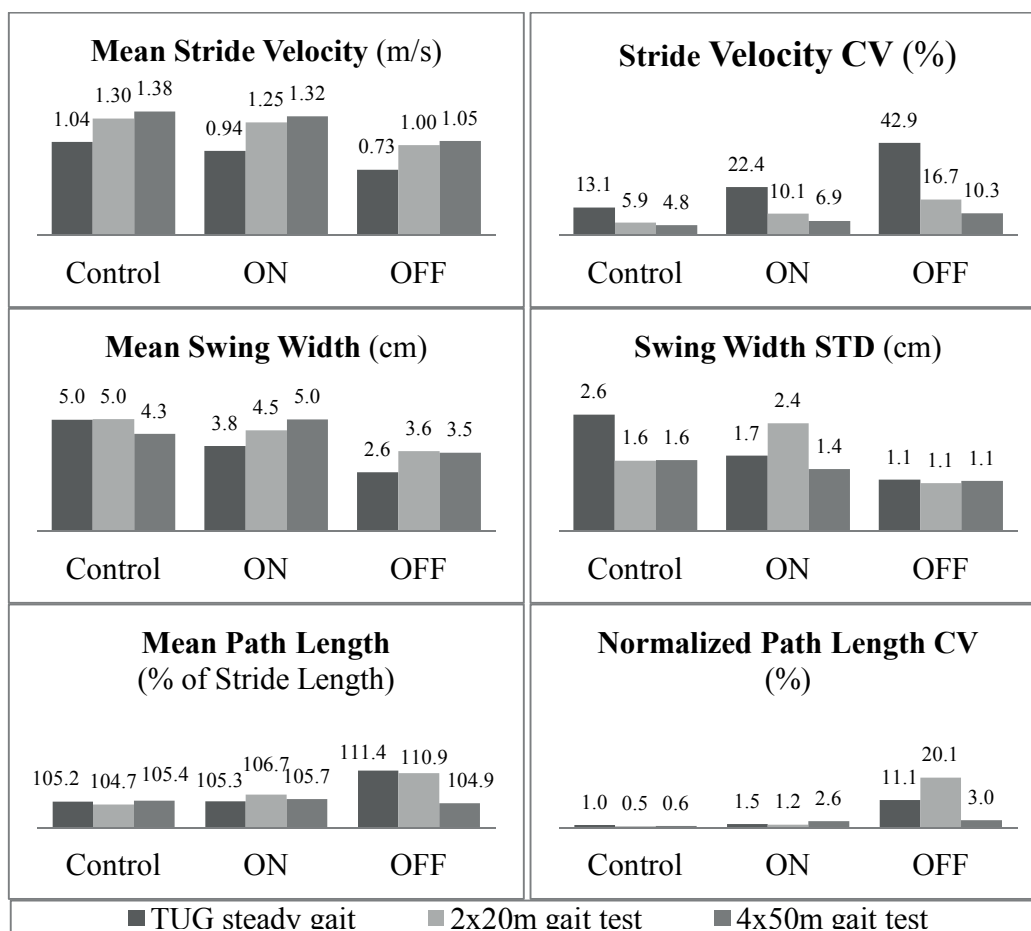 Mean Stride Velocity (m/s)
1.04 1.30 1.38 0.94 1.25 1.32 0.73 1.00 1.05
Control ON OFF
Stride Velocity CV (%)
13.1 5.9 4.8 22.4 10.1 6.9 42.9 16.7 10.3
Control ON OFF
Mean Swing Width (cm)
5.0 5.0 4.3 3.8 4.5 5.0 2.6 3.6 3.5
Control ON OFF
Swing Width STD (cm)
2.6 1.6 1.6 1.7 2.4 1.4 1.1 1.1 1.1
Control ON OFF
Mean Path Length
(% of Stride Length)
105.2 104.7 105.4 105.3 106.7 105.7 111.4 110.9 104.9
Control ON OFF
Normalized Path Length CV
(%)
1.0 0.5 0.6 1.5 1.2 2.6 11.1 20.1 3.0
Control ON OFF
TUG steady gait 2x20m gait test 4x50m gait test